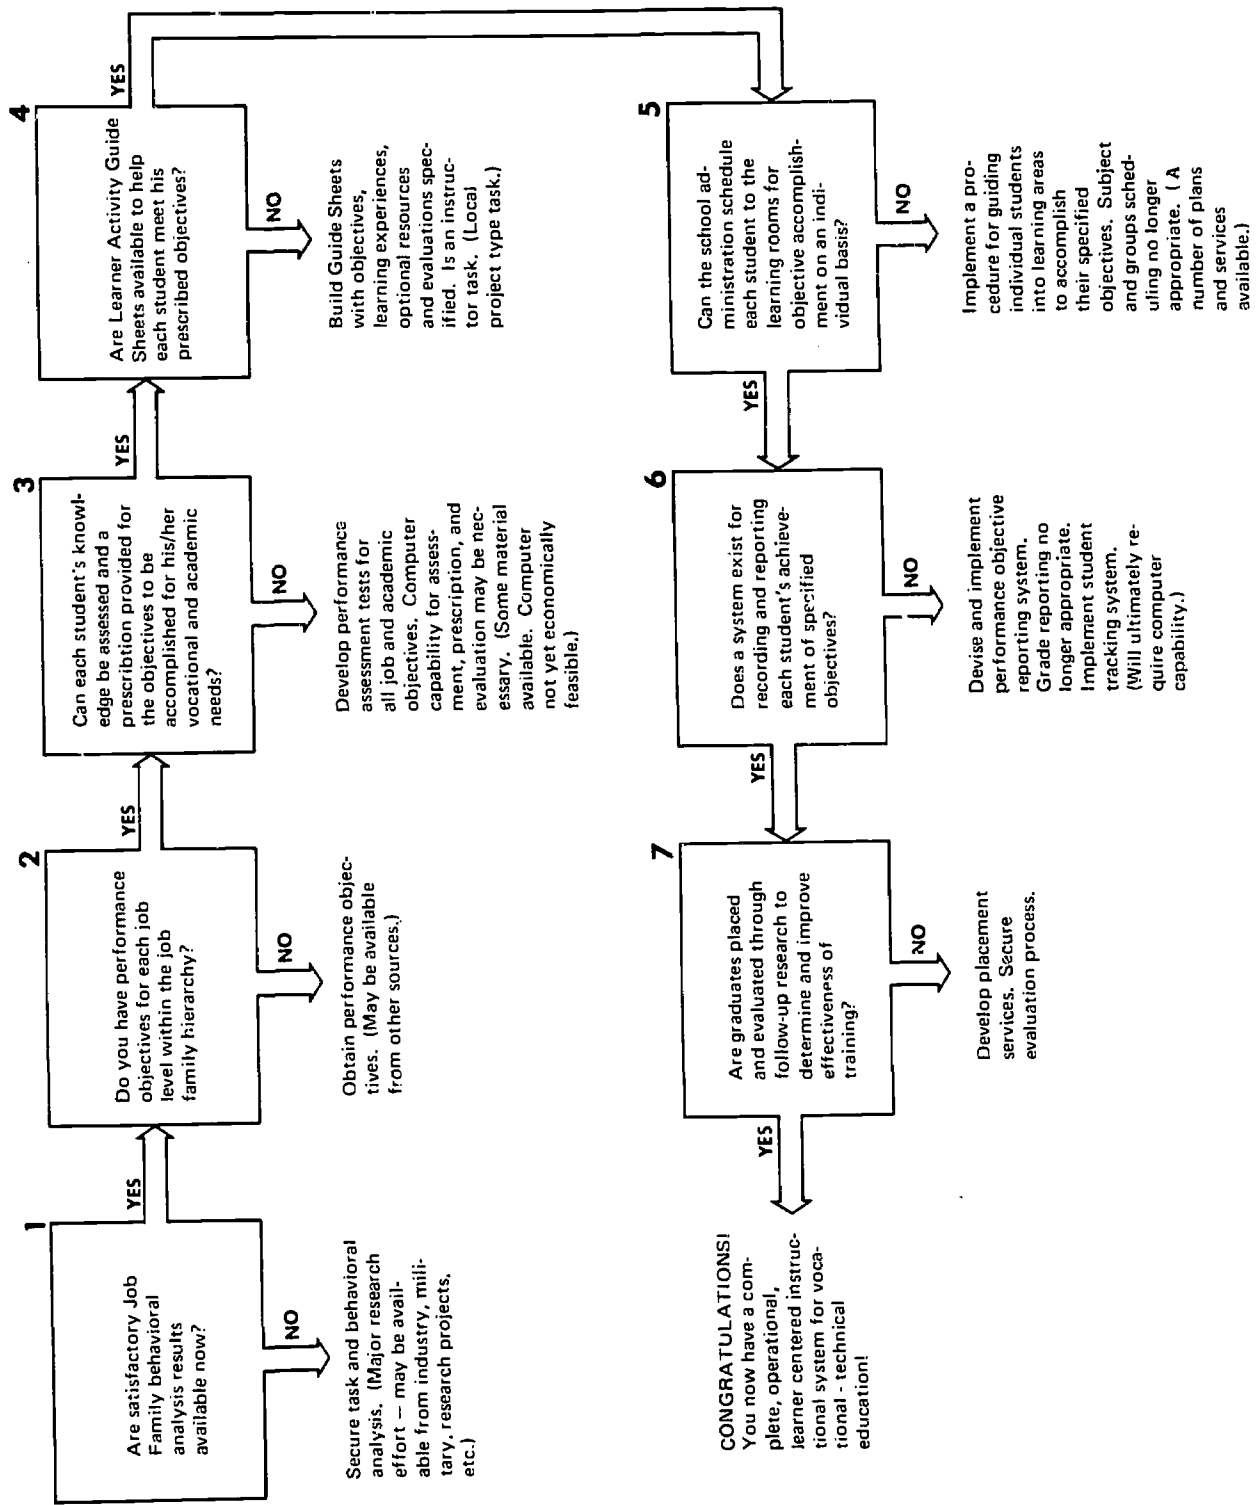 1
Are satisfactory Job
Family behavioral
analysis results
available now?
YES
NO
Secure task and behavioral
analysis. (Major research
effort — may be avail-
able from industry, mili-
tary, research projects,
etc.)
2
Do you have performance
objectives for each job
level within the job
family hierarchy?
YES
NO
Obtain performance objec-
tives. (May be available
from other sources.)
3
Can each student's knowl-
edge be assessed and a
prescribtion provided for
the objectives to be
accomplished for his/her
vocational and academic
needs?
YES
NO
Develop performance
assessment tests for
all job and academic
objectives. Computer
capability for assess-
ment, prescription, and
evaluation may be nec-
essary. (Some material
available. Computer
not yet economically
feasible.)
4
Are Learner Activity Guide
Sheets available to help
each student meet his
prescribed objectives?
YES
NO
Build Guide Sheets
with objectives,
learning experiences,
optional resources
and evaluations spec-
ified. Is an instruc-
tor task. (Local
project type task.)
5
Can the school ad-
ministration schedule
each student to the
learning rooms for
objective accomplish-
ment on an indi-
vidual basis?
YES
NO
Implement a pro-
cedure for guiding
individual students
into learning areas
to accomplish
their specified
objectives. Subject
and groups sched-
uling no longer
appropriate. ( A
number of plans
and services
available.)
6
Does a system exist for
recording and reporting
each student's achieve-
ment of specified
objectives?
YES
NO
Devise and implement
performance objective
reporting system.
Grade reporting no
longer appropriate.
Implement student
tracking system.
(Will ultimately re-
quire computer
capability.)
7
Are graduates placed
and evaluated through
follow-up research to
determine and improve
effectiveness of
training?
YES
NO
Develop placement
services. Secure
evaluation process.
CONGRATULATIONS!
You now have a com-
plete, operational,
learner centered instruc-
tional system for voca-
tional - technical
education!